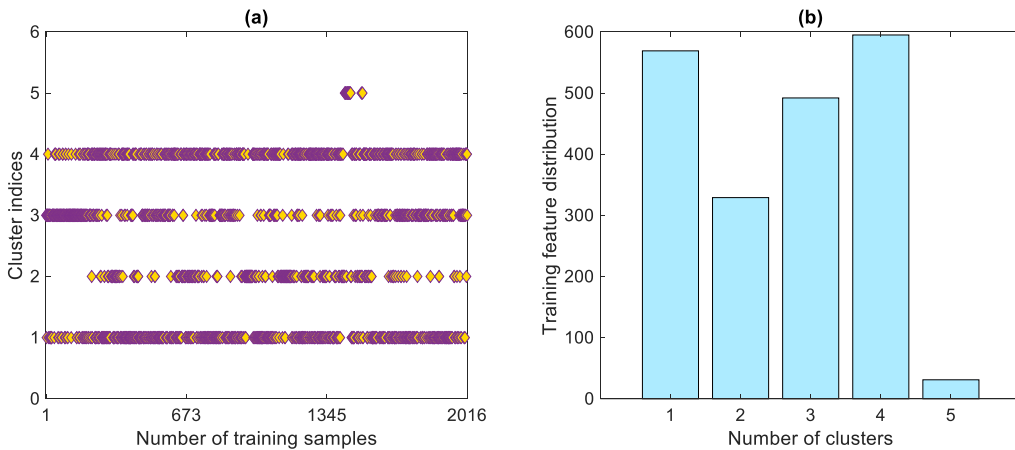 (a)
Cluster indices
6
5
4
3
2
1
0
1 673 1345 2016
Number of training samples
(b)
Training feature distribution
600
500
400
300
200
100
0
1 2 3 4 5
Number of clusters